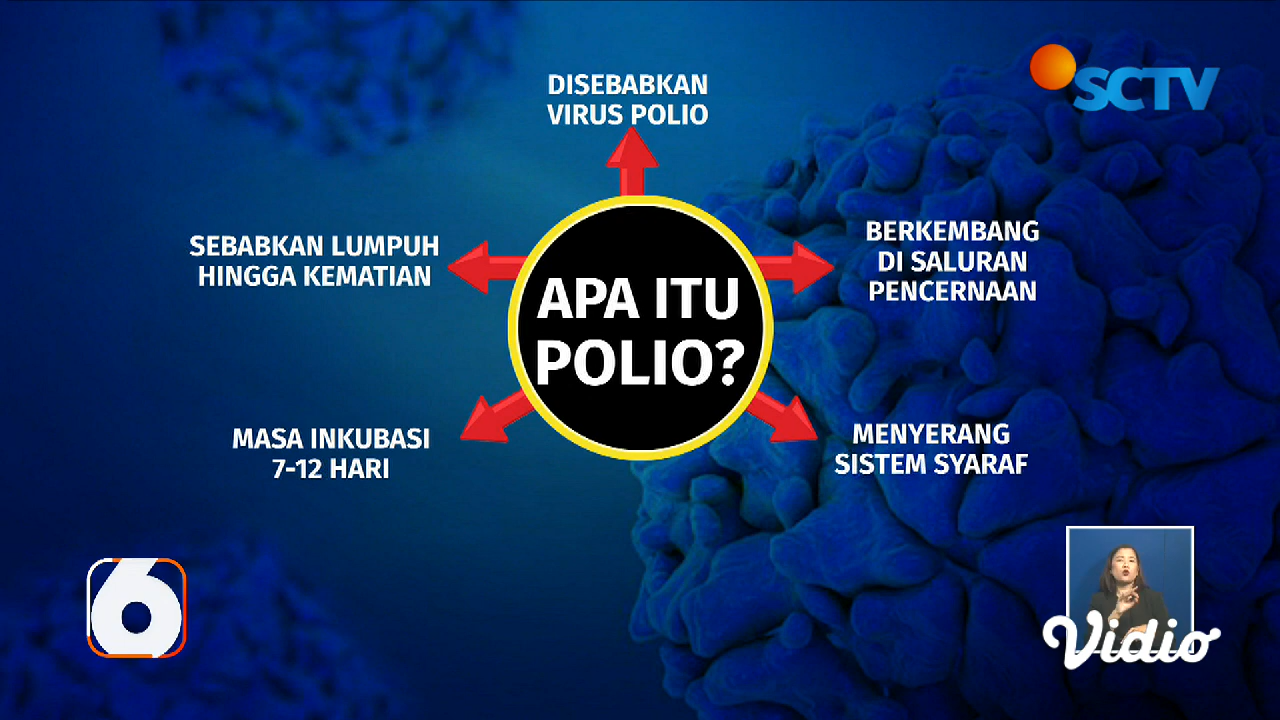 DISEBABKAN
VIRUS POLIO
SCTV
SEBABKAN LUMPUH
HINGGA KEMATIAN
BERKEMBANG
DI SALURAN
PENCERNAAN
APA ITU
POLIO?
MASA INKUBASI
7-12 HARI
MENYERANG
SISTEM SYARAF
6
Vidio